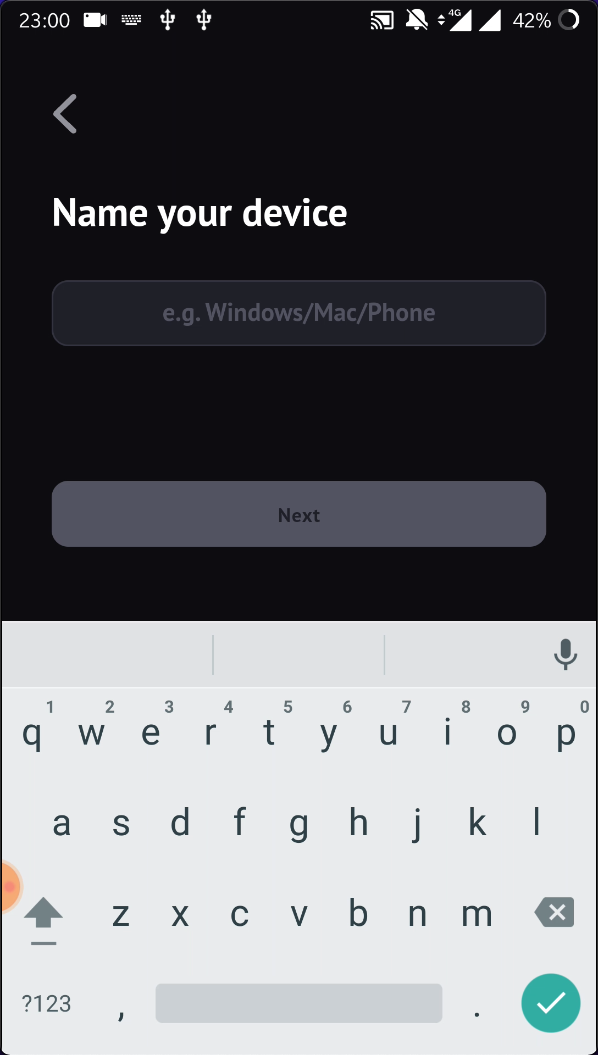 23:00 4G 42%
Name your device
e.g. Windows/Mac/Phone
Next
1 2 3 4 5 6 7 8 9 0
q w e r t y u i o p
a s d f g h j k l
z x c v b n m
?123 , .